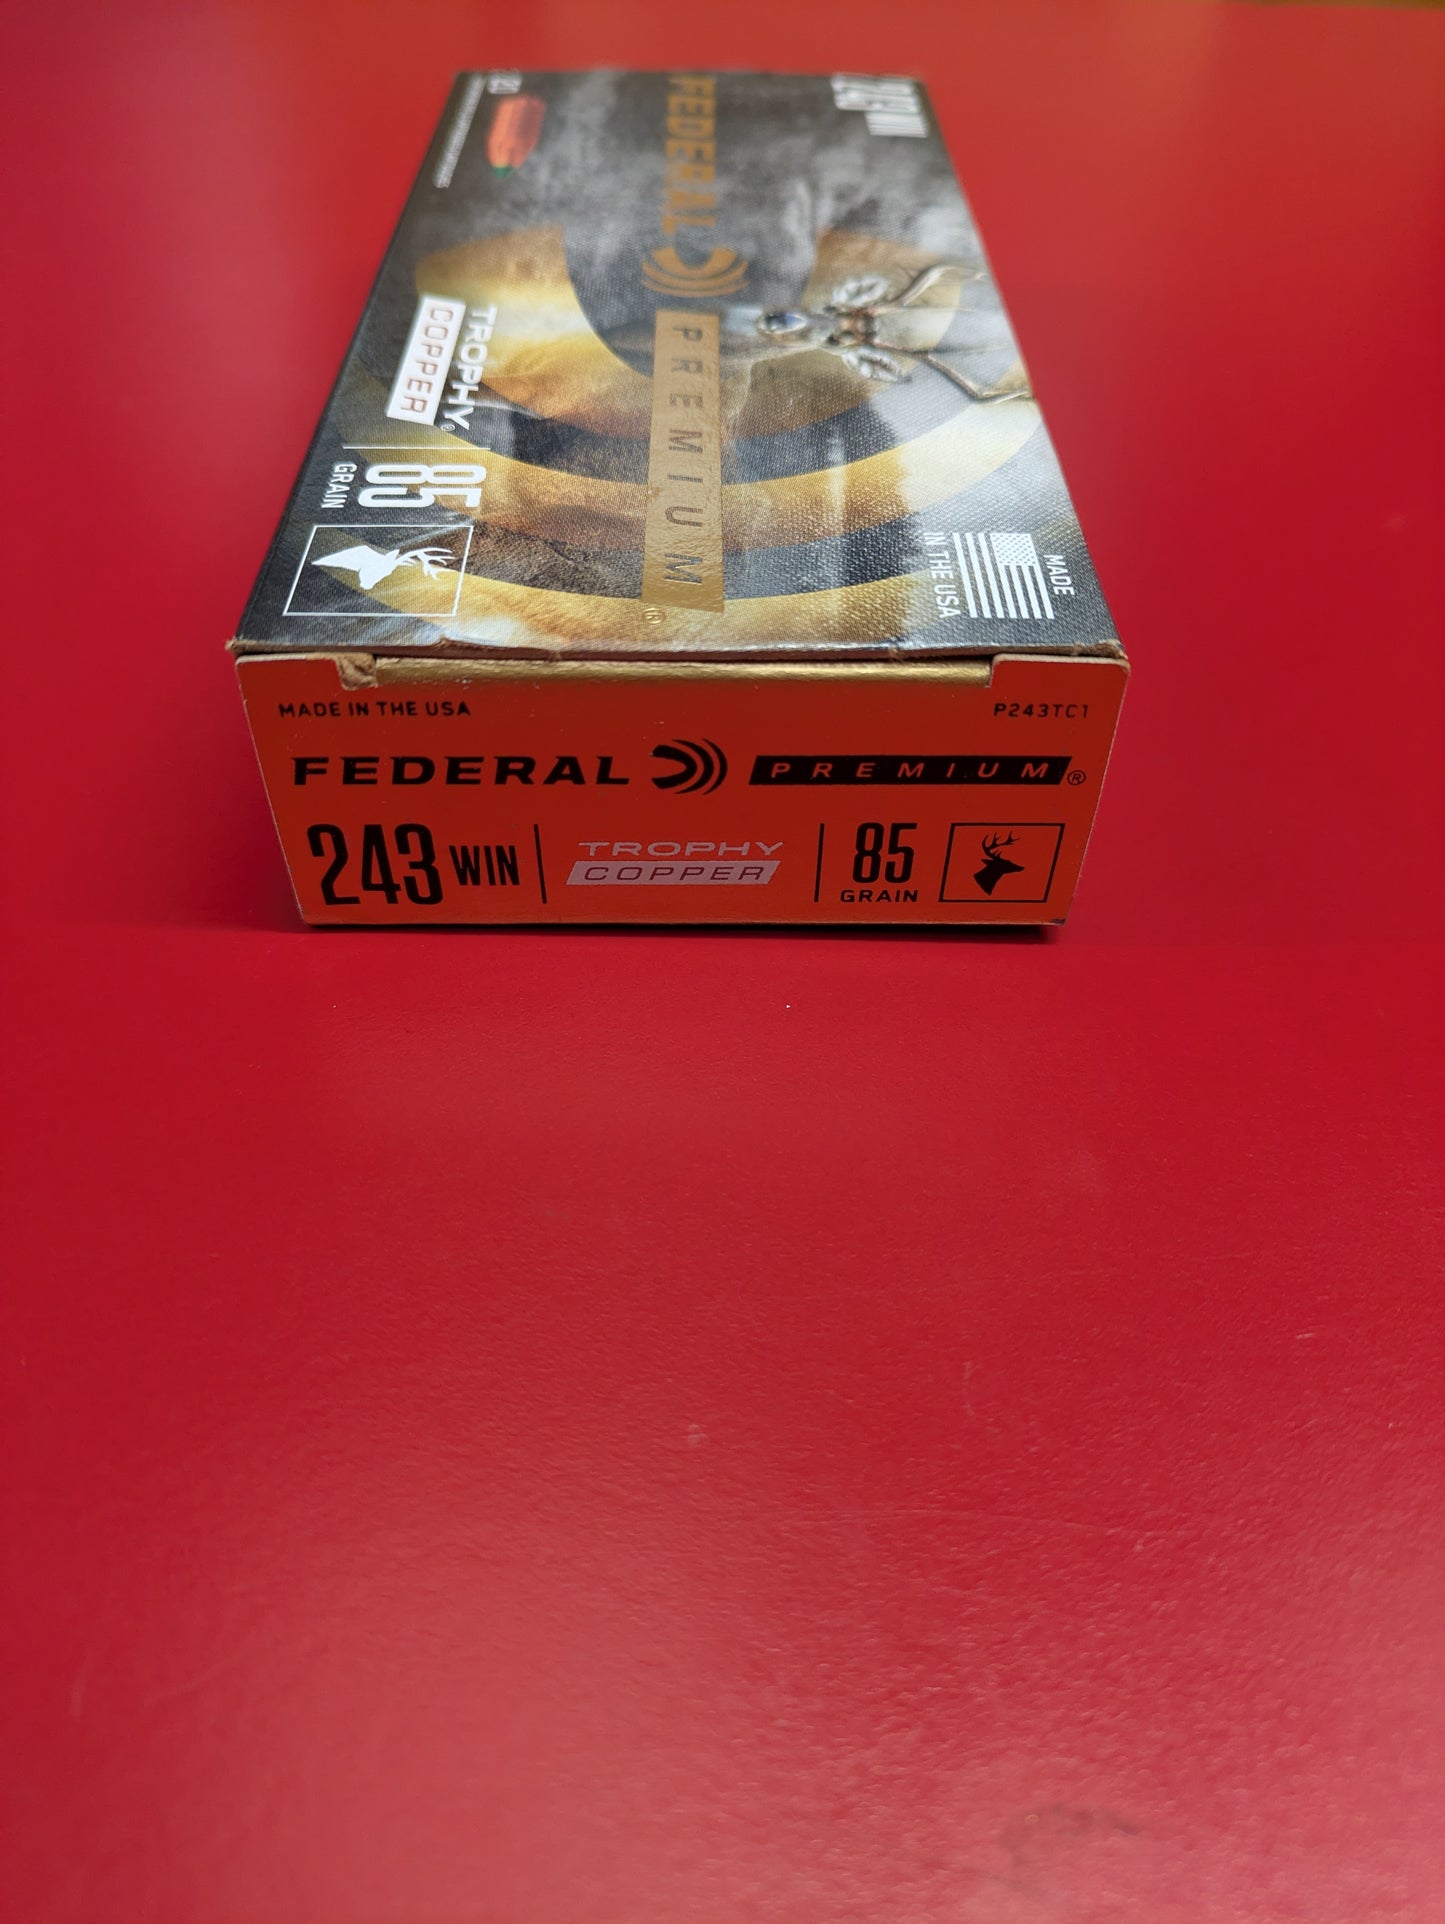 243
FEDERAL PREMIUM®
TROPHY®
COPPER
85
GRAIN
MADE
IN THE USA
MADE IN THE USA
P243TC1
FEDERAL PREMIUM®
243 WIN
TROPHY
COPPER
85
GRAIN